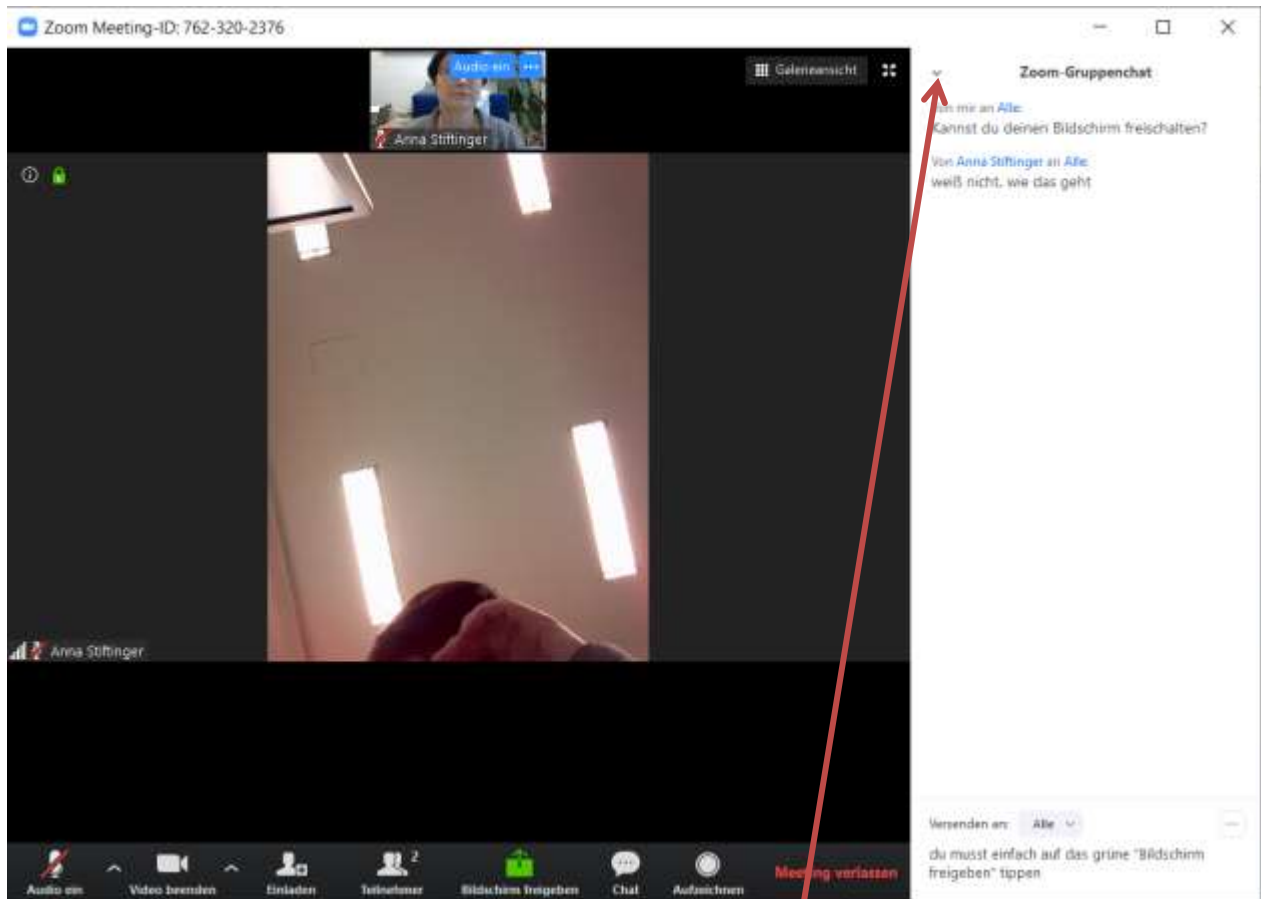 Zoom Meeting-ID: 762-320-2376
Audio ein
Anna Stiftinger
Galerieansicht
Zoom-Gruppenchat
Von mir an Alle:
Kannst du deinen Bildschirm freischalten?
Von Anna Stiftinger an Alle:
weiß nicht, wie das geht
Anna Stiftinger
Versenden an: Alle
du musst einfach auf das grüne "Bildschirm
freigeben" tippen
Audio ein
Video beenden
Einladen
Teilnehmer
2
Bildschirm freigeben
Chat
Aufzeichnen
Meeting verlassen